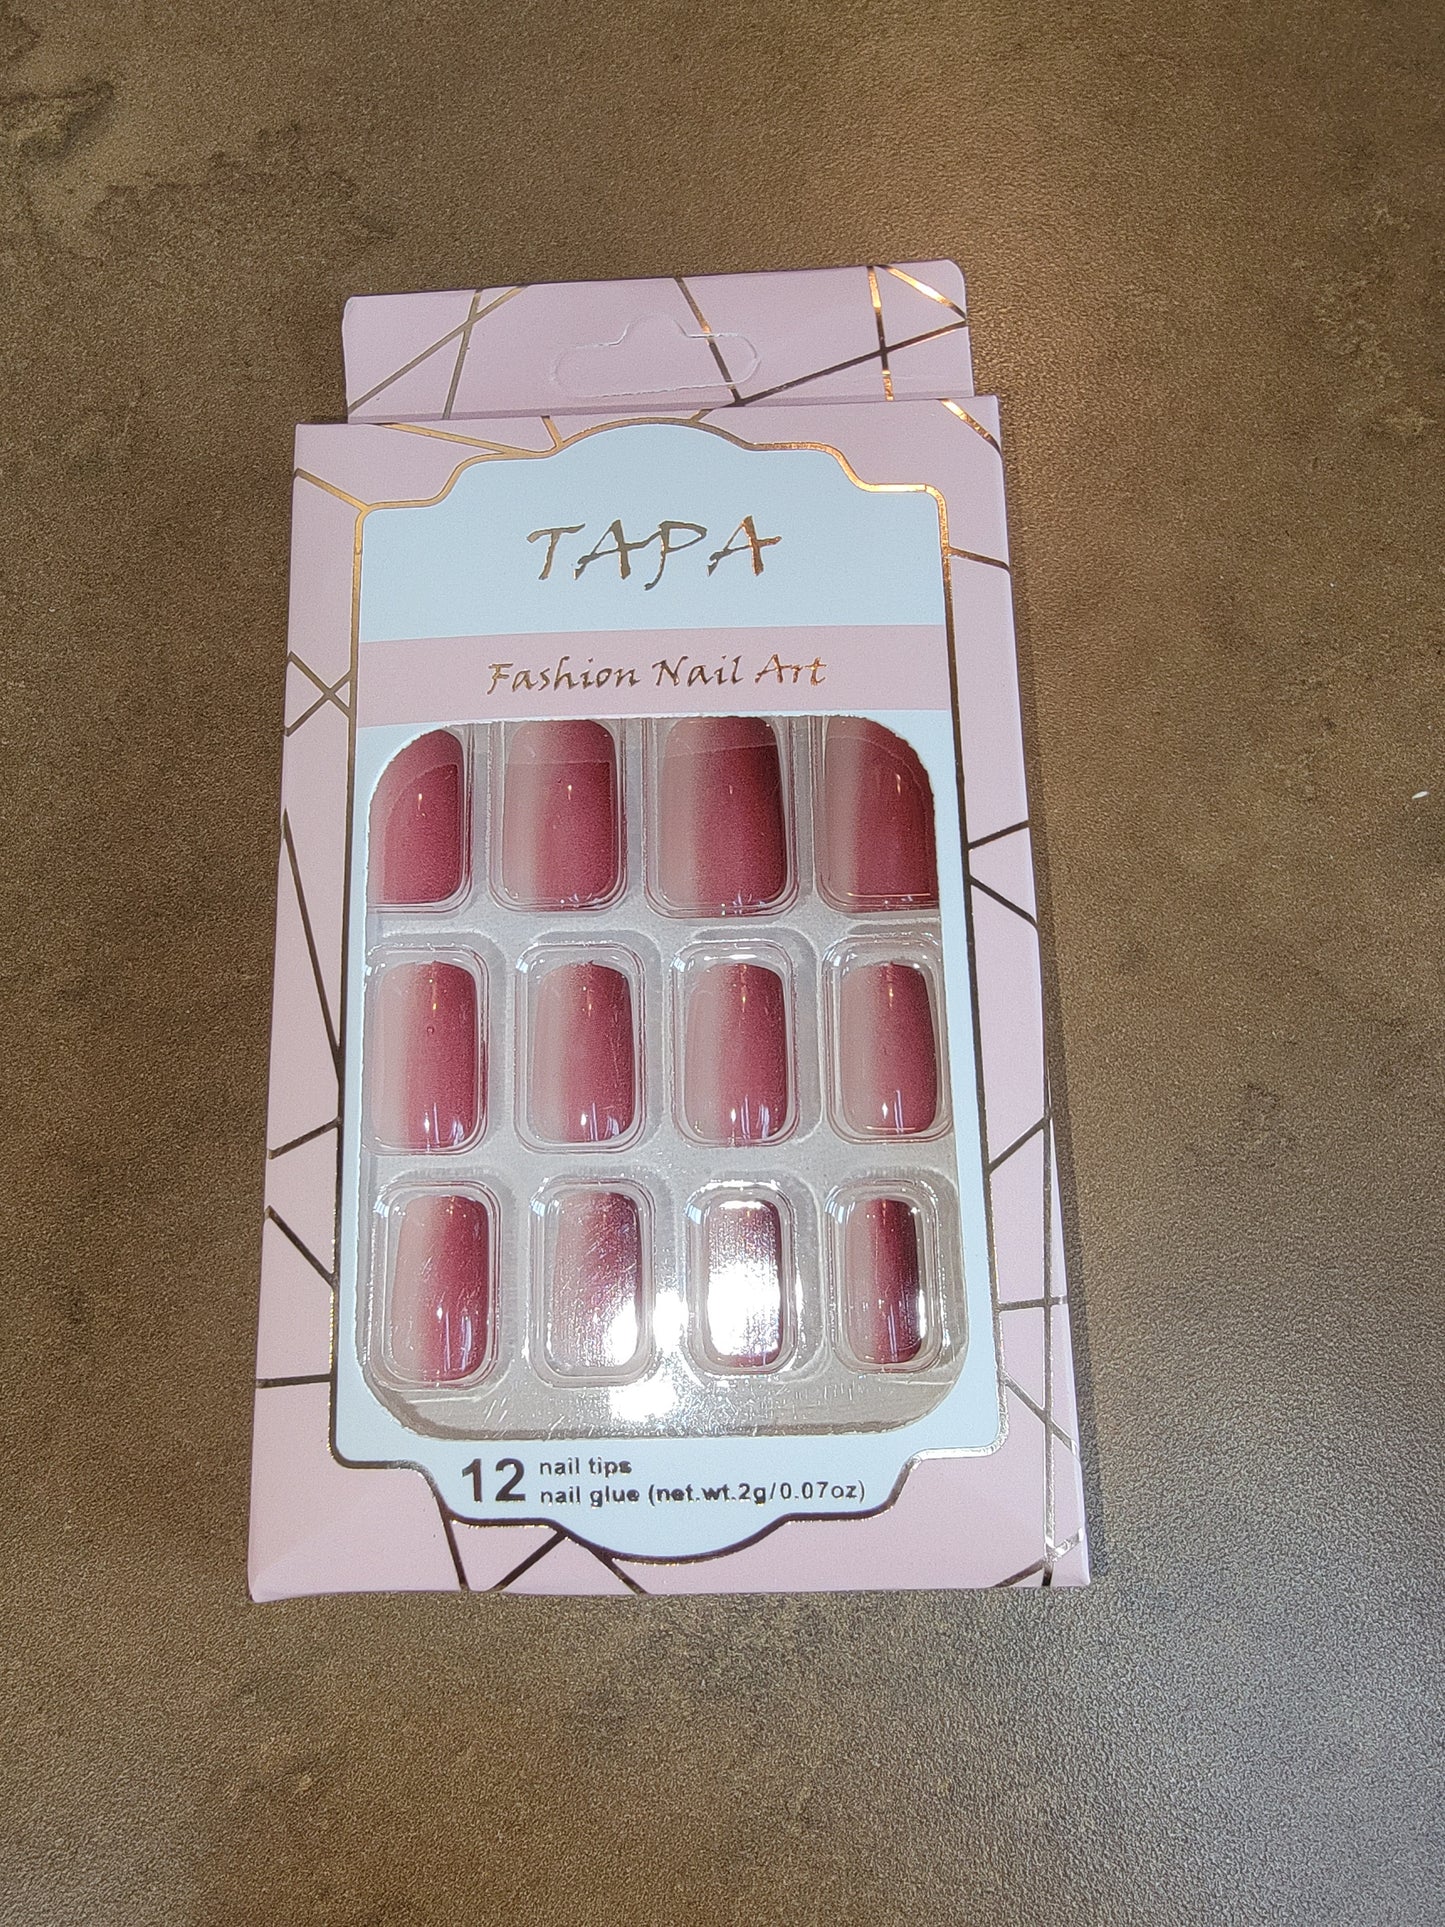 TAPA
Fashion Nail Art
12 nail tips
nail glue (net.wt.2g/0.07oz)